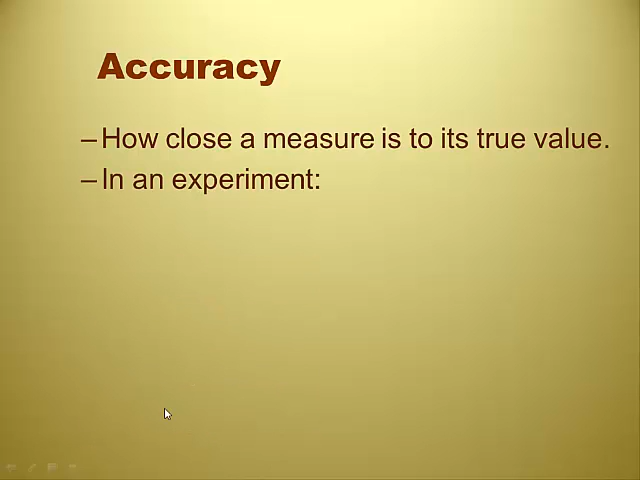 Accuracy
–How close a measure is to its true value.
–In an experiment: